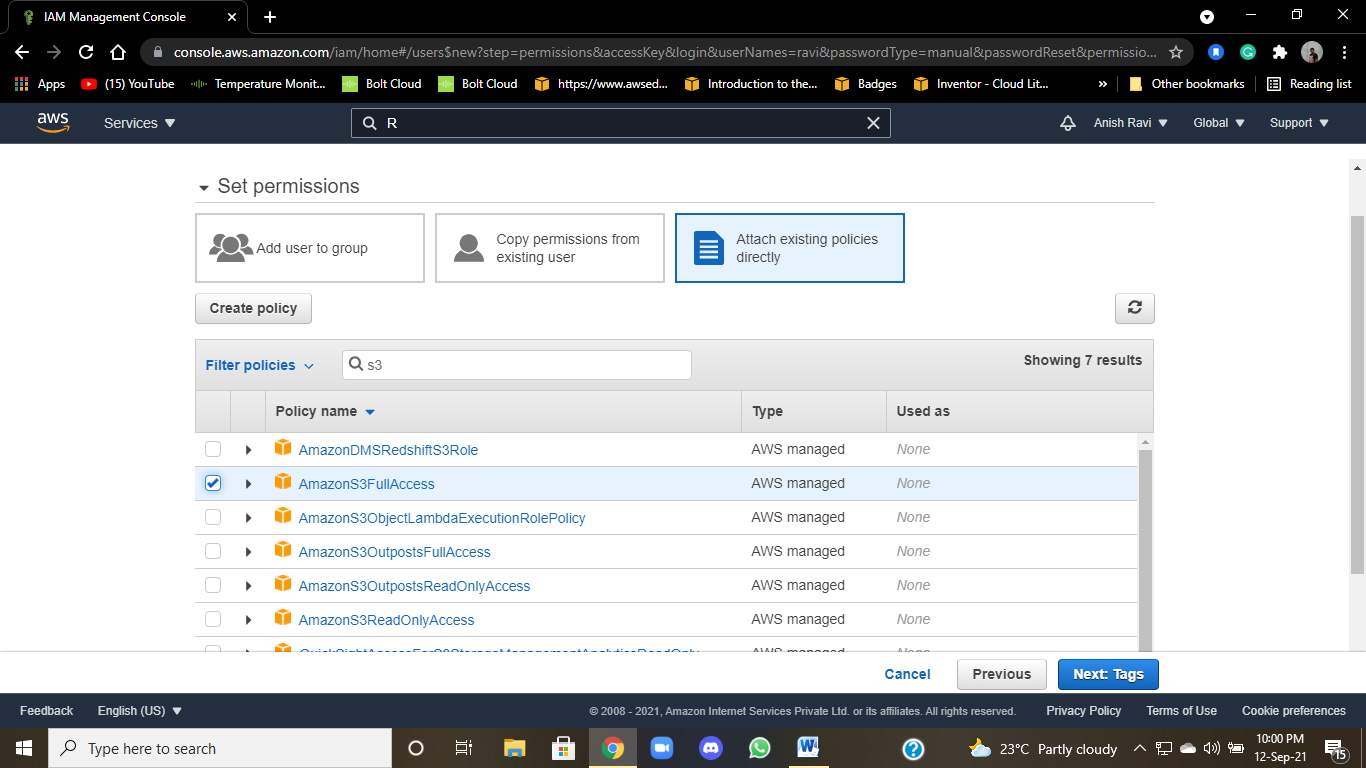 IAM Management Console
console.aws.amazon.com/iam/home#/users$new?step=permissions&accessKey&login&userNames=ravi&passwordType=manual&passwordReset&permissio...
Apps (15) YouTube Temperature Monit... Bolt Cloud Bolt Cloud https://www.awsed... Introduction to the... Badges Inventor - Cloud Lit... » Other bookmarks Reading list
aws Services R Anish Ravi Global Support
Set permissions
Add user to group
Copy permissions from
existing user
Attach existing policies
directly
Create policy
Filter policies s3 Showing 7 results
Policy name Type Used as
AmazonDMSRedshiftS3Role AWS managed None
AmazonS3FullAccess AWS managed None
AmazonS3ObjectLambdaExecutionRolePolicy AWS managed None
AmazonS3OutpostsFullAccess AWS managed None
AmazonS3OutpostsReadOnlyAccess AWS managed None
AmazonS3ReadOnlyAccess AWS managed None
QuickSightAccessForS3StorageManagementAnalyticsReadOnly AWS managed None
Cancel Previous Next: Tags
Feedback English (US) © 2008 - 2021, Amazon Internet Services Private Ltd. or its affiliates. All rights reserved. Privacy Policy Terms of Use Cookie preferences
Type here to search 23°C Partly cloudy 10:00 PM
12-Sep-21 15